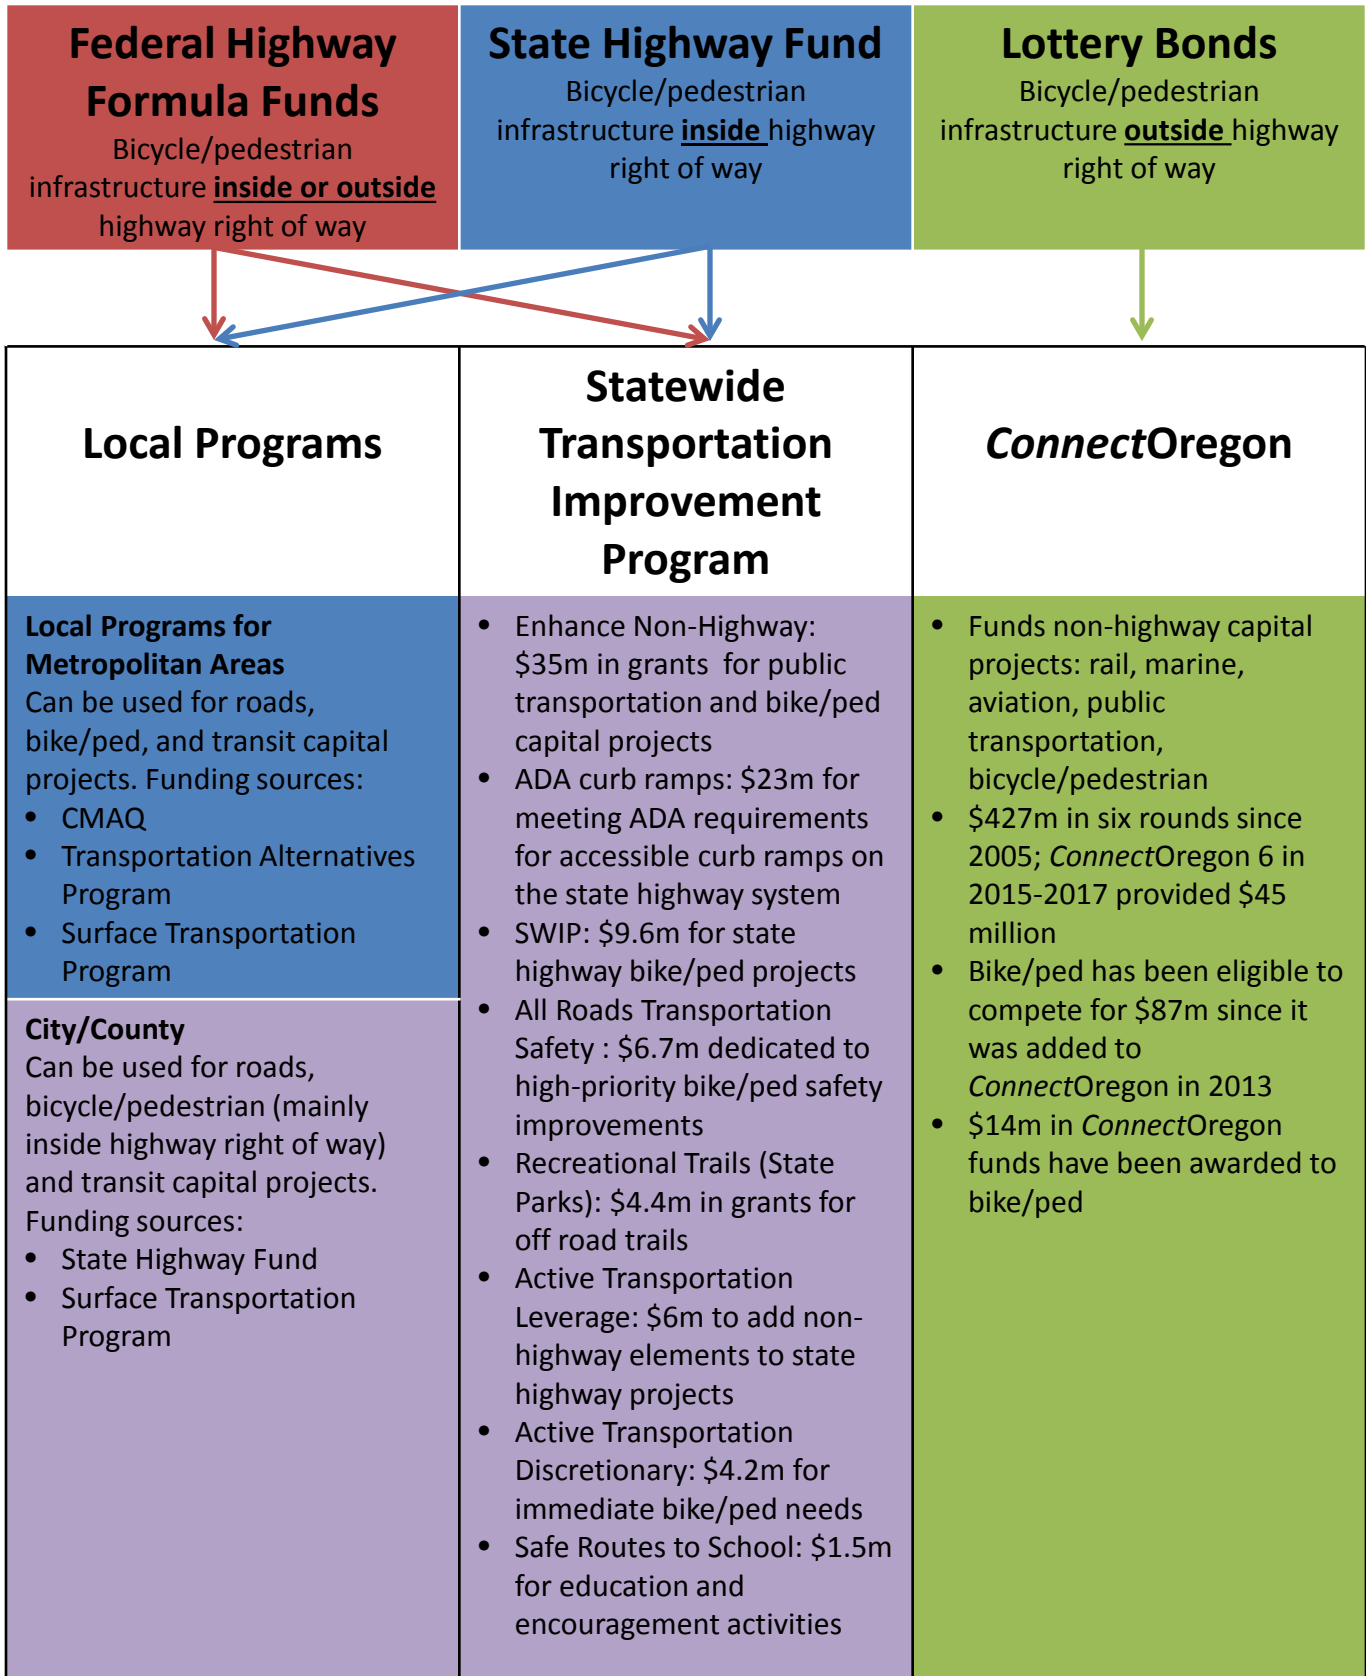 Federal Highway
Formula Funds
Bicycle/pedestrian
infrastructure inside or outside
highway right of way
State Highway Fund
Bicycle/pedestrian
infrastructure inside highway
right of way
Lottery Bonds
Bicycle/pedestrian
infrastructure outside highway
right of way
Local Programs
Statewide
Transportation
Improvement
Program
ConnectOregon
Local Programs for
Metropolitan Areas
Can be used for roads,
bike/ped, and transit capital
projects. Funding sources:
• CMAQ
• Transportation Alternatives
Program
• Surface Transportation
Program
City/County
Can be used for roads,
bicycle/pedestrian (mainly
inside highway right of way)
and transit capital projects.
Funding sources:
• State Highway Fund
• Surface Transportation
Program
• Enhance Non-Highway:
$35m in grants for public
transportation and bike/ped
capital projects
• ADA curb ramps: $23m for
meeting ADA requirements
for accessible curb ramps on
the state highway system
• SWIP: $9.6m for state
highway bike/ped projects
• All Roads Transportation
Safety : $6.7m dedicated to
high-priority bike/ped safety
improvements
• Recreational Trails (State
Parks): $4.4m in grants for
off road trails
• Active Transportation
Leverage: $6m to add non-
highway elements to state
highway projects
• Active Transportation
Discretionary: $4.2m for
immediate bike/ped needs
• Safe Routes to School: $1.5m
for education and
encouragement activities
• Funds non-highway capital
projects: rail, marine,
aviation, public
transportation,
bicycle/pedestrian
• $427m in six rounds since
2005; ConnectOregon 6 in
2015-2017 provided $45
million
• Bike/ped has been eligible to
compete for $87m since it
was added to
ConnectOregon in 2013
• $14m in ConnectOregon
funds have been awarded to
bike/ped